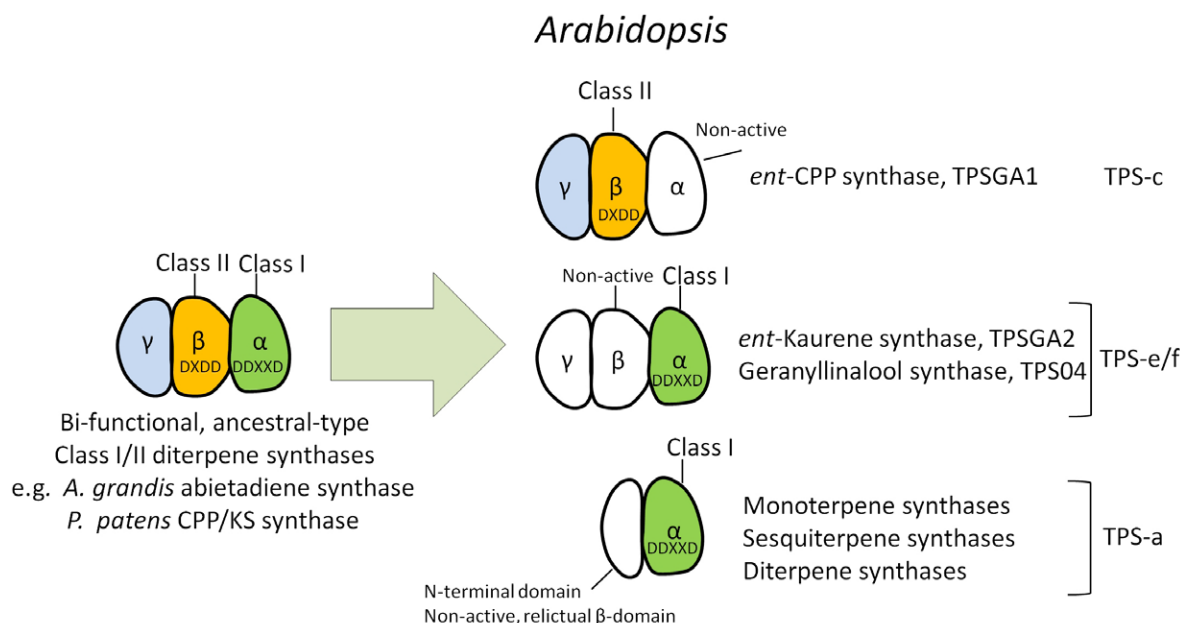 Arabidopsis
Class II
Non-active
γ
β
α
DXDD
ent-CPP synthase, TPSGA1
TPS-c
Class II Class I
γ
β
α
DXDD
DDXXD
Bi-functional, ancestral-type
Class I/II diterpene synthases
e.g. A. grandis abietadiene synthase
P. patens CPP/KS synthase
Non-active Class I
γ
β
α
DDXXD
ent-Kaurene synthase, TPSGA2
Geranyllinalool synthase, TPS04
TPS-e/f
Class I
α
DDXXD
N-terminal domain
Non-active, relictual β-domain
Monoterpene synthases
Sesquiterpene synthases
Diterpene synthases
TPS-a